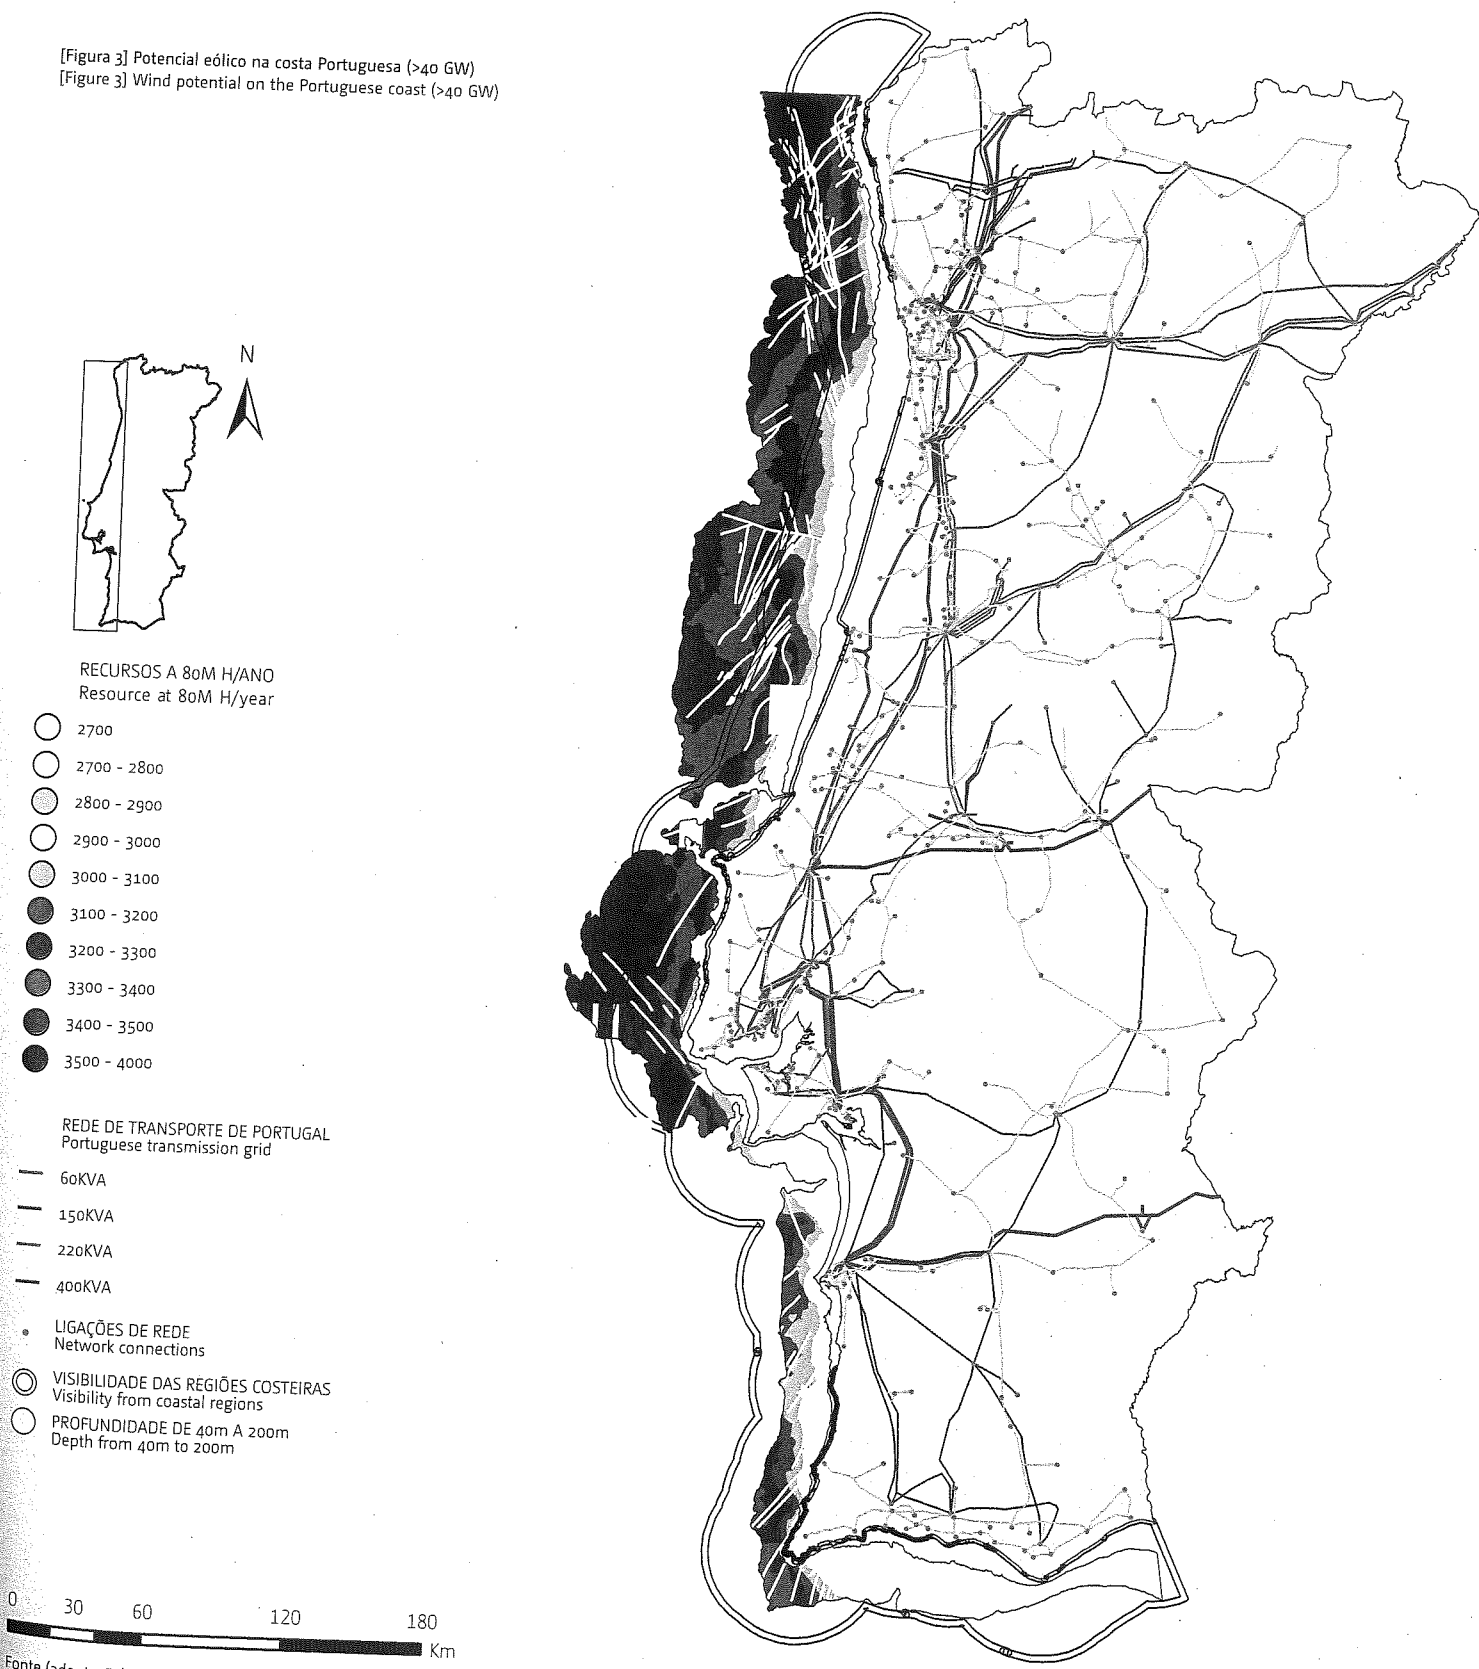 [Figura 3] Potencial eólico na costa Portuguesa (>40 GW)
[Figure 3] Wind potential on the Portuguese coast (>40 GW)
N
RECURSOS A 80M H/ANO
Resource at 80M H/year
2700
2700 - 2800
2800 - 2900
2900 - 3000
3000 - 3100
3100 - 3200
3200 - 3300
3300 - 3400
3400 - 3500
3500 - 4000
REDE DE TRANSPORTE DE PORTUGAL
Portuguese transmission grid
60KVA
150KVA
220KVA
400KVA
LIGAÇÕES DE REDE
Network connections
VISIBILIDADE DAS REGIÕES COSTEIRAS
Visibility from coastal regions
PROFUNDIDADE DE 40m A 200m
Depth from 40m to 200m
0 30 60 120 180
Km
Fonte